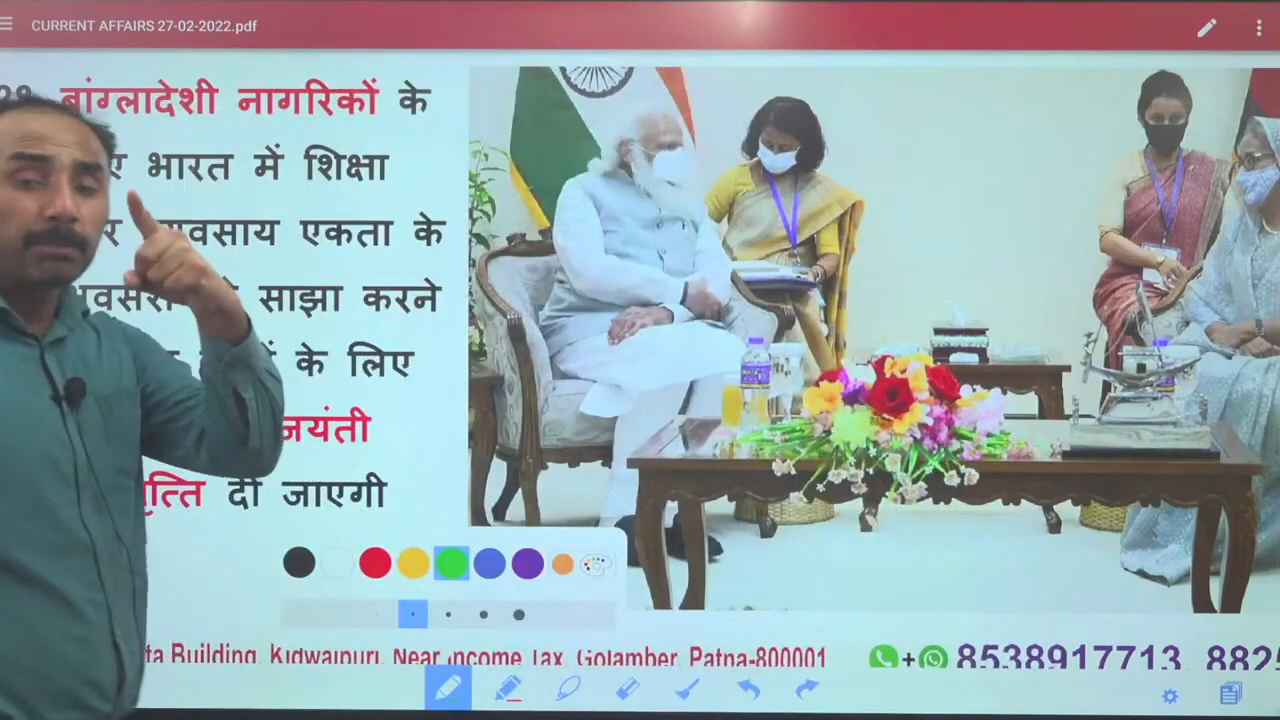 CURRENT AFFAIRS 27-02-2022.pdf
बांग्लादेशी नागरिकों के
भारत में शिक्षा
एकता के
साझा करने
के लिए
जयंती
दी जाएगी
Building, Kidwaipuri, Near Income Tax, Golamber, Patna-800001
+ 8538917713, 8825